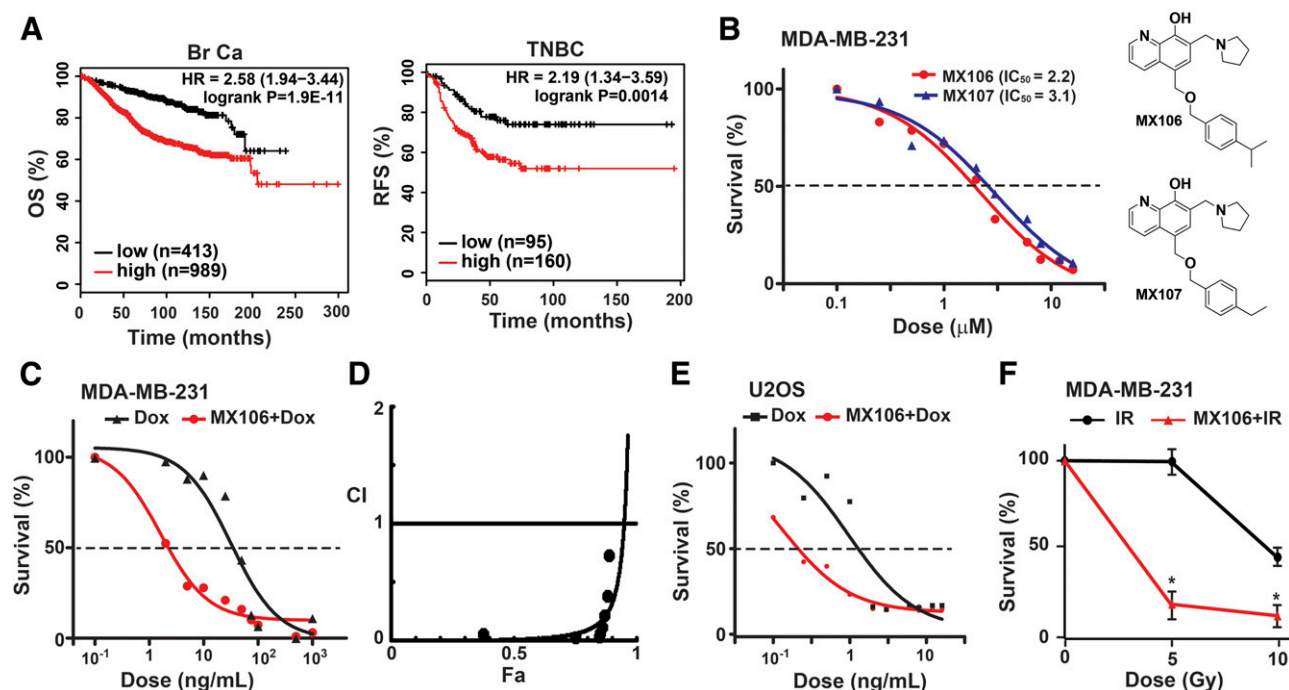 A
Br Ca
HR = 2.58 (1.94–3.44)
logrank P=1.9E-11
OS (%)
100
80
60
40
20
0
low (n=413)
high (n=989)
0 50 100 150 200 250 300
Time (months)
TNBC
HR = 2.19 (1.34–3.59)
logrank P=0.0014
RFS (%)
100
80
60
40
20
0
low (n=95)
high (n=160)
0 50 100 150 200
Time (months)
B
MDA-MB-231
MX106 (IC50 = 2.2)
MX107 (IC50 = 3.1)
Survival (%)
100
50
0
0.1 1 10
Dose (μM)
OH
N
N
O
MX106
OH
N
N
O
MX107
C
MDA-MB-231
Dox MX106+Dox
Survival (%)
100
50
0
10-1 1 10 102 103
Dose (ng/mL)
D
CI
2
1
0
0 0.5 1
Fa
E
U2OS
Dox MX106+Dox
Survival (%)
100
50
0
10-1 1 10
Dose (ng/mL)
F
MDA-MB-231
IR MX106+IR
Survival (%)
100
50
0
* *
0 5 10
Dose (Gy)